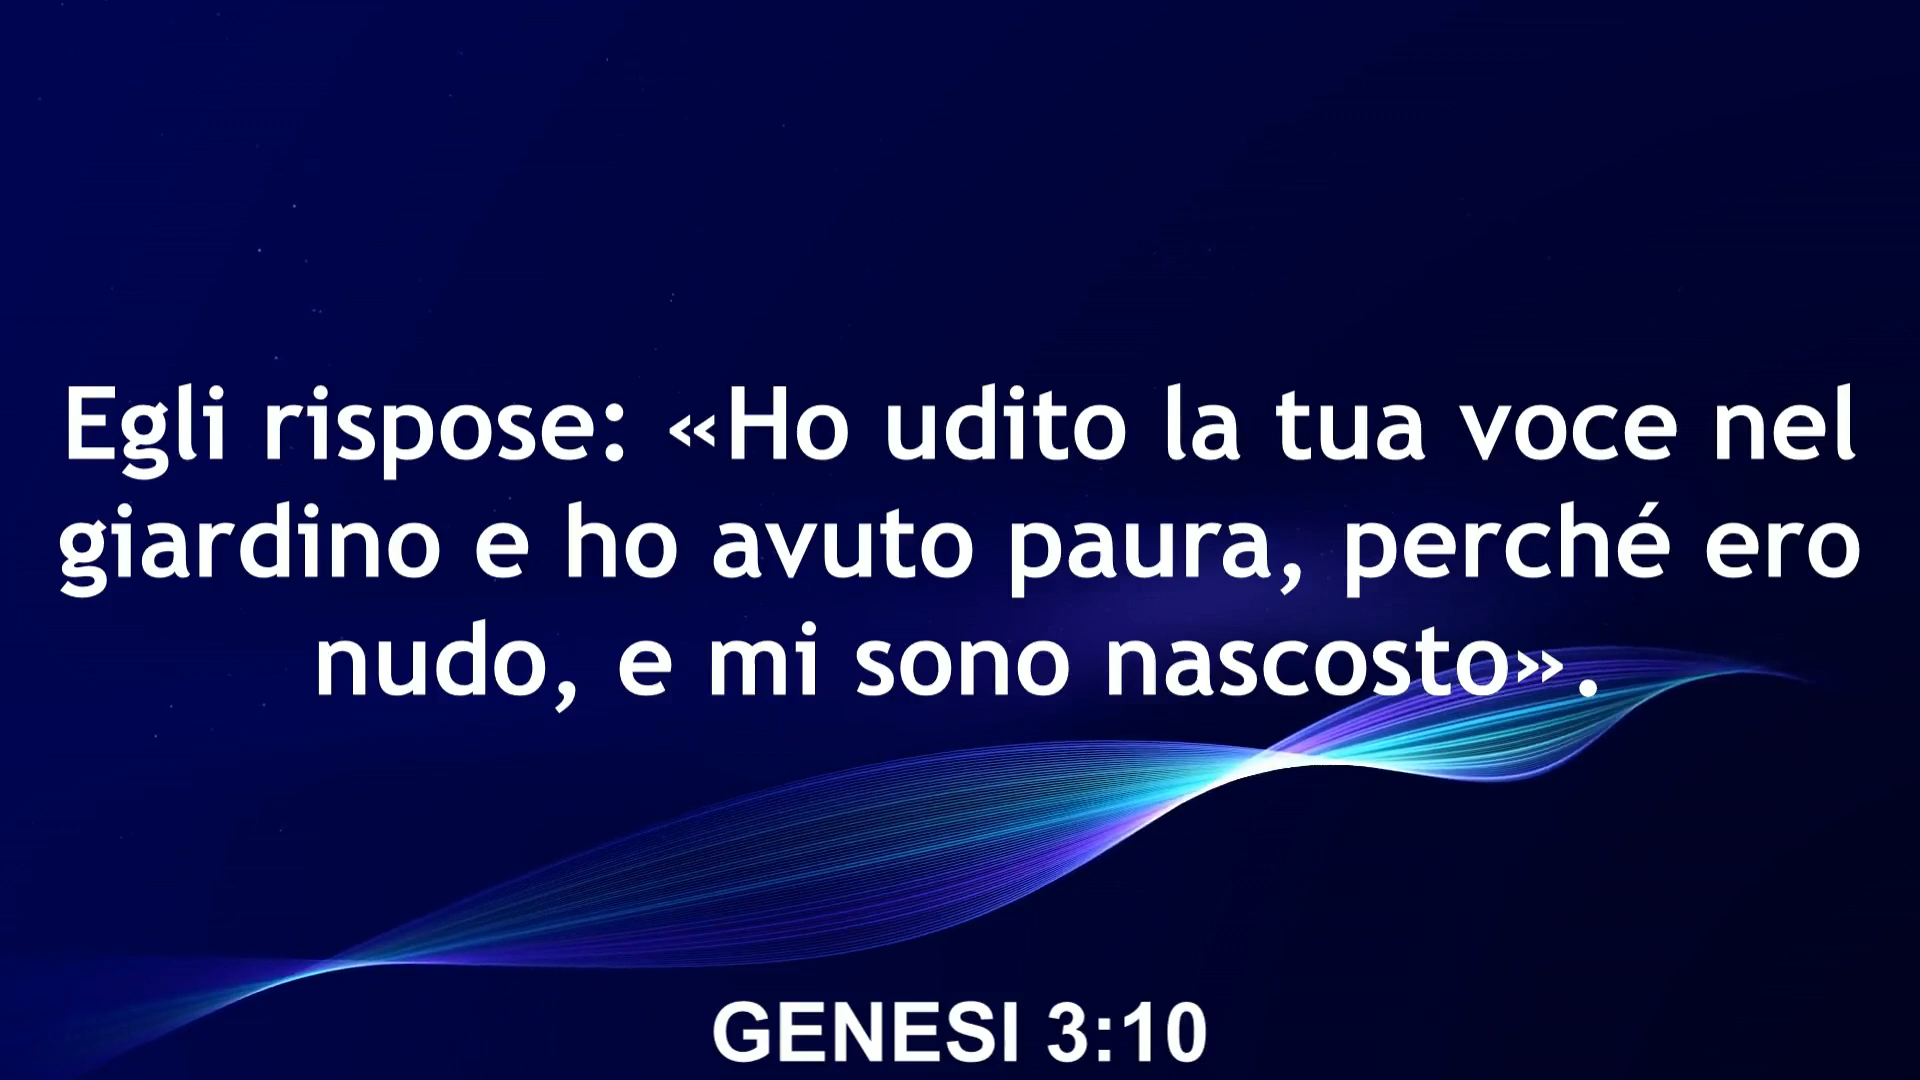 Egli rispose: «Ho udito la tua voce nel
giardino e ho avuto paura, perché ero
nudo, e mi sono nascosto».
GENESI 3:10